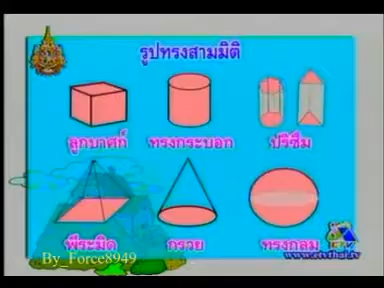 รูปทรงสามมิติ
ลูกบาศก์ ทรงกระบอก ปริซึม
พีระมิด กรวย ทรงกลม
ETV
www.etvthai.tv
By_Force8949